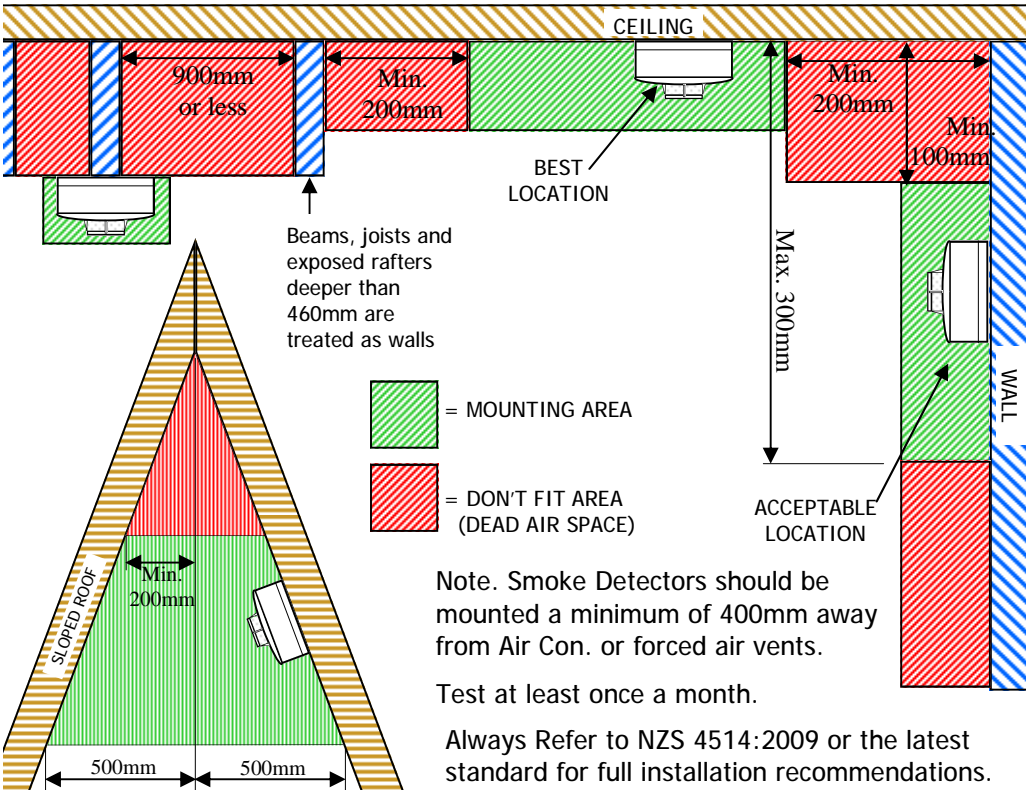 CEILING
900mm
or less
Min.
200mm
Min.
200mm
Min.
100mm
BEST
LOCATION
Beams, joists and
exposed rafters
deeper than
460mm are
treated as walls
Max. 300mm
WALL
= MOUNTING AREA
= DON'T FIT AREA
(DEAD AIR SPACE)
ACCEPTABLE
LOCATION
SLOPED ROOF
Min.
200mm
500mm
500mm
Note. Smoke Detectors should be
mounted a minimum of 400mm away
from Air Con. or forced air vents.
Test at least once a month.
Always Refer to NZS 4514:2009 or the latest
standard for full installation recommendations.